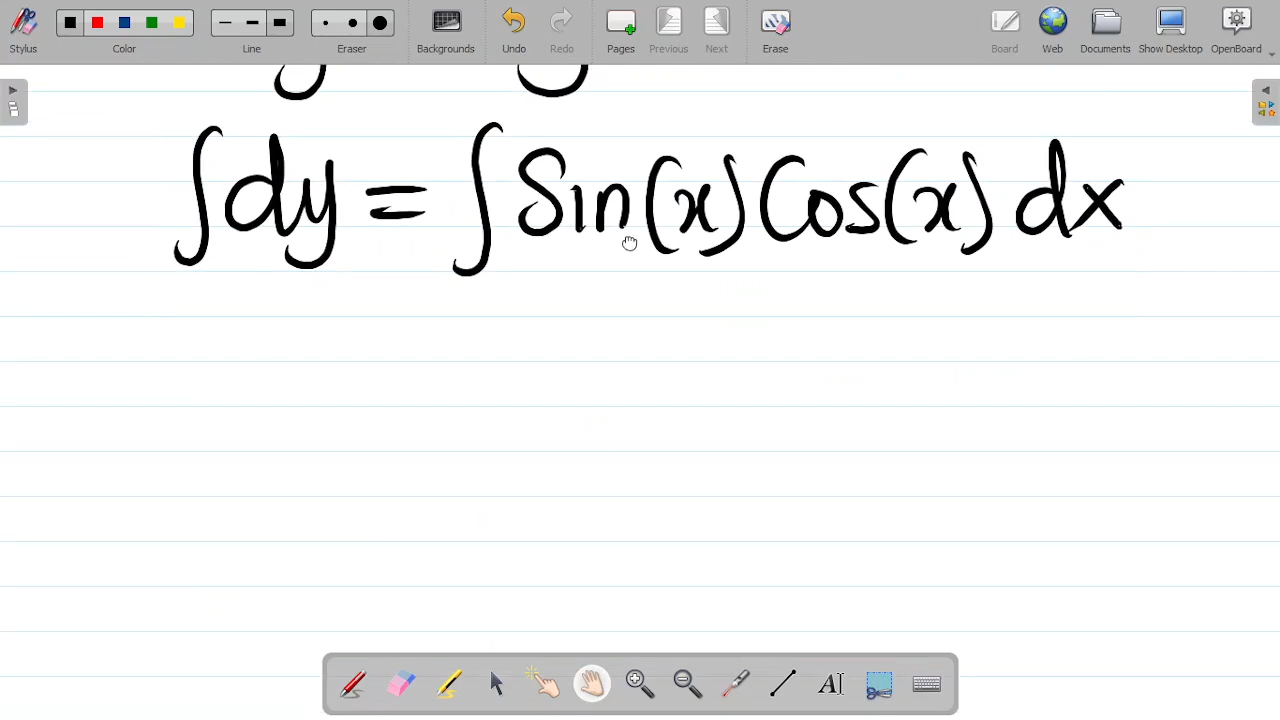 Stylus Color Line Eraser Backgrounds Undo Redo Pages Previous Next Erase Board Web Documents Show Desktop OpenBoard
∫dy = ∫ Sin(x) Cos(x) dx